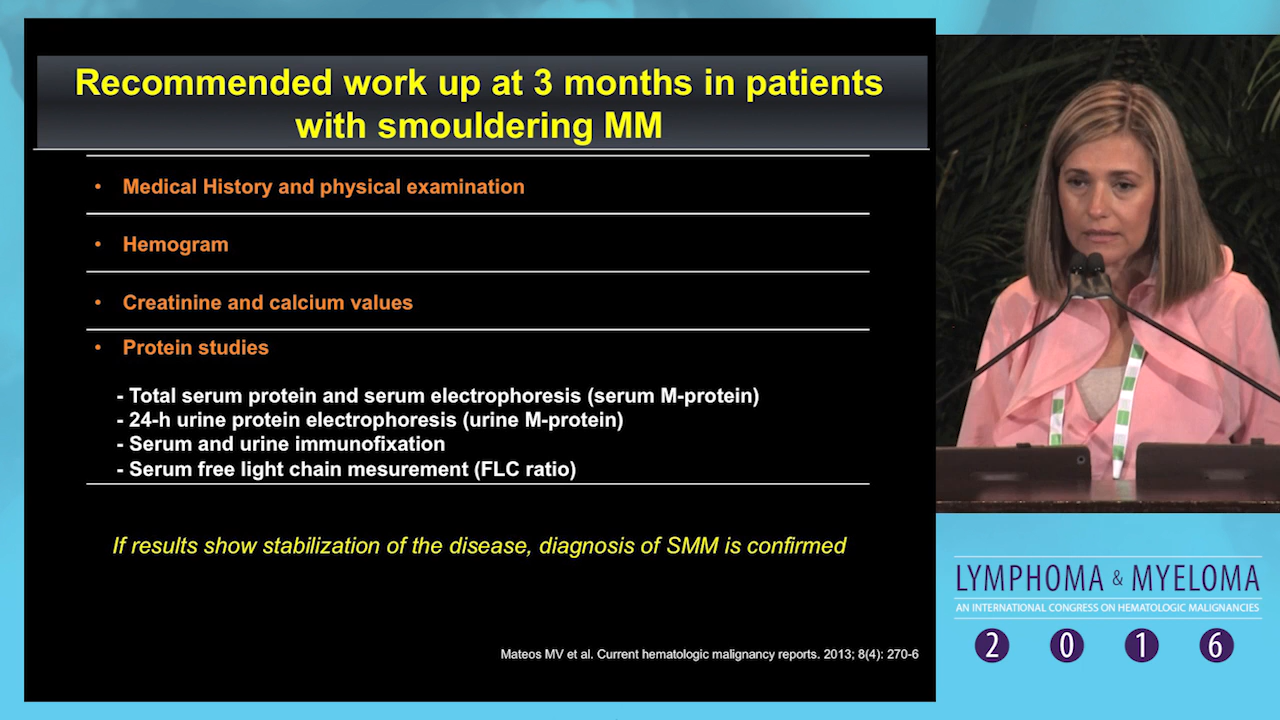 Recommended work up at 3 months in patients
with smouldering MM
• Medical History and physical examination
• Hemogram
• Creatinine and calcium values
• Protein studies
- Total serum protein and serum electrophoresis (serum M-protein)
- 24-h urine protein electrophoresis (urine M-protein)
- Serum and urine immunofixation
- Serum free light chain mesurement (FLC ratio)
If results show stabilization of the disease, diagnosis of SMM is confirmed
Mateos MV et al. Current hematologic malignancy reports. 2013; 8(4): 270-6
LYMPHOMA & MYELOMA
AN INTERNATIONAL CONGRESS ON HEMATOLOGIC MALIGNANCIES
2 0 1 6